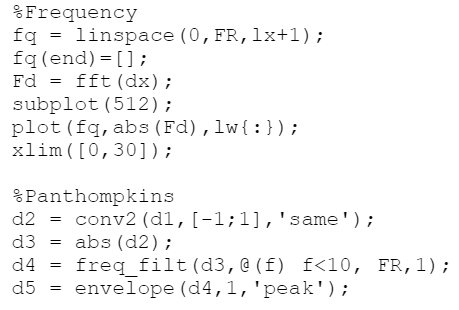 %Frequency
fq = linspace(0,FR,lx+1);
fq(end)=[];
Fd = fft(dx);
subplot(512);
plot(fq,abs(Fd),lw{:});
xlim([0,30]);
%Panthompkins
d2 = conv2(d1,[-1;1],'same');
d3 = abs(d2);
d4 = freq_filt(d3,@(f) f<10, FR,1);
d5 = envelope(d4,1,'peak');